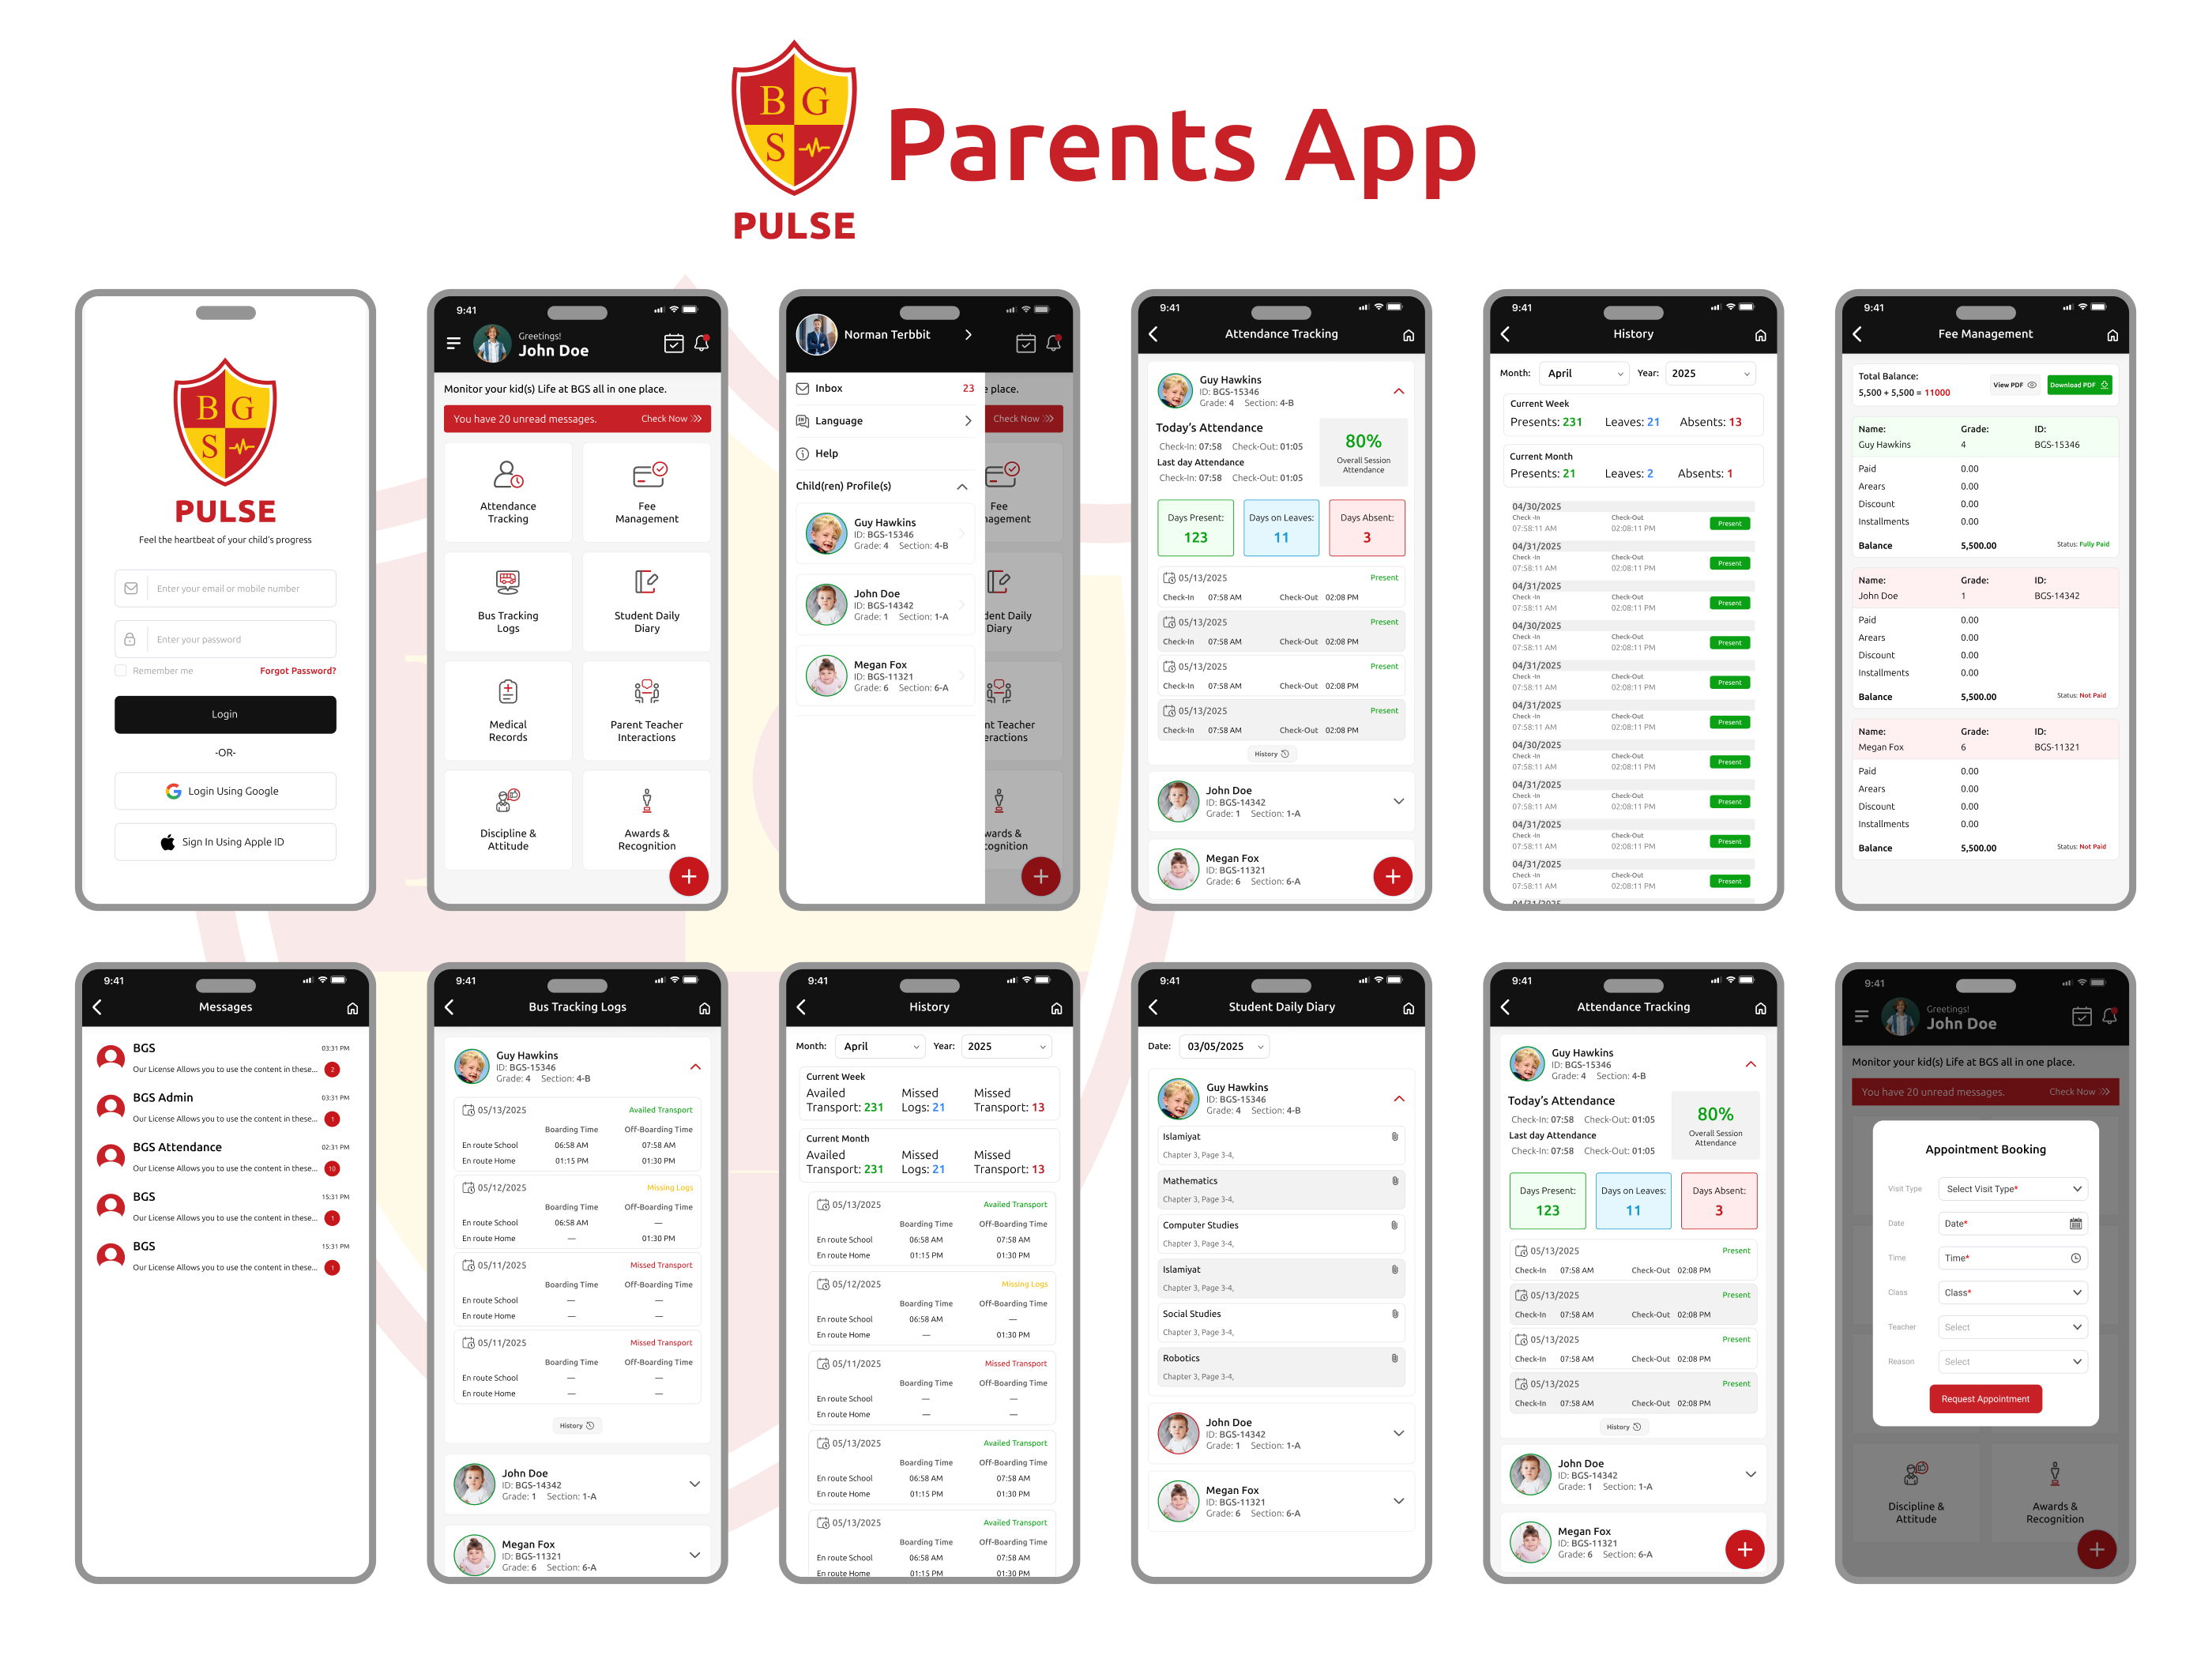 B G
S
PULSE
Parents App
B G
S
PULSE
Feel the heartbeat of your child's progress
Enter your email or mobile number
Enter your password
Remember me Forgot Password?
Login
-OR-
Login Using Google
Sign In Using Apple ID
9:41
Greetings!
John Doe
Monitor your kid(s) Life at BGS all in one place.
You have 20 unread messages. Check Now
Attendance
Tracking
Fee
Management
Bus Tracking
Logs
Student Daily
Diary
Medical
Records
Parent Teacher
Interactions
Discipline &
Attitude
Awards &
Recognition
+
Norman Terbbit
Inbox 23
Language
Help
Child(ren) Profile(s)
Guy Hawkins
ID: BGS-15346
Grade: 4 Section: 4-B
John Doe
ID: BGS-14342
Grade: 1 Section: 1-A
Megan Fox
ID: BGS-11321
Grade: 6 Section: 6-A
e place.
Check Now
Fee
nagement
dent Daily
Diary
nt Teacher
eractions
wards &
cognition
+
9:41
Attendance Tracking
Guy Hawkins
ID: BGS-15346
Grade: 4 Section: 4-B
Today's Attendance
Check-In: 07:58 Check-Out: 01:05
Last day Attendance
Check-In: 07:58 Check-Out: 01:05
80%
Overall Session
Attendance
Days Present: Days on Leaves: Days Absent:
123 11 3
05/13/2025 Present
Check-In 07:58 AM Check-Out 02:08 PM
05/13/2025 Present
Check-In 07:58 AM Check-Out 02:08 PM
05/13/2025 Present
Check-In 07:58 AM Check-Out 02:08 PM
05/13/2025 Present
Check-In 07:58 AM Check-Out 02:08 PM
History
John Doe
ID: BGS-14342
Grade: 1 Section: 1-A
Megan Fox
ID: BGS-11321
Grade: 6 Section: 6-A
+
9:41
History
Month: April Year: 2025
Current Week
Presents: 231 Leaves: 21 Absents: 13
Current Month
Presents: 21 Leaves: 2 Absents: 1
04/30/2025
Check -In Check-Out
07:58:11 AM 02:08:11 PM Present
04/31/2025
Check -In Check-Out
07:58:11 AM 02:08:11 PM Present
04/31/2025
Check -In Check-Out
07:58:11 AM 02:08:11 PM Present
04/30/2025
Check -In Check-Out
07:58:11 AM 02:08:11 PM Present
04/31/2025
Check -In Check-Out
07:58:11 AM 02:08:11 PM Present
04/31/2025
Check -In Check-Out
07:58:11 AM 02:08:11 PM Present
04/30/2025
Check -In Check-Out
07:58:11 AM 02:08:11 PM Present
04/31/2025
Check -In Check-Out
07:58:11 AM 02:08:11 PM Present
04/31/2025
Check -In Check-Out
07:58:11 AM 02:08:11 PM Present
04/31/2025
Check -In Check-Out
07:58:11 AM 02:08:11 PM Present
04/31/2025
9:41
Fee Management
Total Balance:
5,500 + 5,500 = 11000
View PDF Download PDF
Name: Grade: ID:
Guy Hawkins 4 BGS-15346
Paid 0.00
Arears 0.00
Discount 0.00
Installments 0.00
Balance 5,500.00 Status: Fully Paid
Name: Grade: ID:
John Doe 1 BGS-14342
Paid 0.00
Arears 0.00
Discount 0.00
Installments 0.00
Balance 5,500.00 Status: Not Paid
Name: Grade: ID:
Megan Fox 6 BGS-11321
Paid 0.00
Arears 0.00
Discount 0.00
Installments 0.00
Balance 5,500.00 Status: Not Paid
9:41
Messages
BGS 03:31 PM
Our License Allows you to use the content in these... 2
BGS Admin 03:31 PM
Our License Allows you to use the content in these... 1
BGS Attendance 02:31 PM
Our License Allows you to use the content in these... 10
BGS 15:31 PM
Our License Allows you to use the content in these... 1
BGS 15:31 PM
Our License Allows you to use the content in these... 1
9:41
Bus Tracking Logs
Guy Hawkins
ID: BGS-15346
Grade: 4 Section: 4-B
05/13/2025 Availed Transport
Boarding Time Off-Boarding Time
En route School 06:58 AM 07:58 AM
En route Home 01:15 PM 01:30 PM
05/12/2025 Missing Logs
Boarding Time Off-Boarding Time
En route School 06:58 AM —
En route Home — 01:30 PM
05/11/2025 Missed Transport
Boarding Time Off-Boarding Time
En route School — —
En route Home — —
05/11/2025 Missed Transport
Boarding Time Off-Boarding Time
En route School — —
En route Home — —
History
John Doe
ID: BGS-14342
Grade: 1 Section: 1-A
Megan Fox
ID: BGS-11321
Grade: 6 Section: 6-A
9:41
History
Month: April Year: 2025
Current Week
Availed Missed Missed
Transport: 231 Logs: 21 Transport: 13
Current Month
Availed Missed Missed
Transport: 231 Logs: 21 Transport: 13
05/13/2025 Availed Transport
Boarding Time Off-Boarding Time
En route School 06:58 AM 07:58 AM
En route Home 01:15 PM 01:30 PM
05/12/2025 Missing Logs
Boarding Time Off-Boarding Time
En route School 06:58 AM —
En route Home — 01:30 PM
05/11/2025 Missed Transport
Boarding Time Off-Boarding Time
En route School — —
En route Home — —
05/13/2025 Availed Transport
Boarding Time Off-Boarding Time
En route School 06:58 AM 07:58 AM
En route Home 01:15 PM 01:30 PM
05/13/2025 Availed Transport
Boarding Time Off-Boarding Time
En route School 06:58 AM 07:58 AM
En route Home 01:15 PM 01:30 PM
9:41
Student Daily Diary
Date: 03/05/2025
Guy Hawkins
ID: BGS-15346
Grade: 4 Section: 4-B
Islamiyat
Chapter 3, Page 3-4,
Mathematics
Chapter 3, Page 3-4,
Computer Studies
Chapter 3, Page 3-4,
Islamiyat
Chapter 3, Page 3-4,
Social Studies
Chapter 3, Page 3-4,
Robotics
Chapter 3, Page 3-4,
John Doe
ID: BGS-14342
Grade: 1 Section: 1-A
Megan Fox
ID: BGS-11321
Grade: 6 Section: 6-A
9:41
Attendance Tracking
Guy Hawkins
ID: BGS-15346
Grade: 4 Section: 4-B
Today's Attendance
Check-In: 07:58 Check-Out: 01:05
Last day Attendance
Check-In: 07:58 Check-Out: 01:05
80%
Overall Session
Attendance
Days Present: Days on Leaves: Days Absent:
123 11 3
05/13/2025 Present
Check-In 07:58 AM Check-Out 02:08 PM
05/13/2025 Present
Check-In 07:58 AM Check-Out 02:08 PM
05/13/2025 Present
Check-In 07:58 AM Check-Out 02:08 PM
05/13/2025 Present
Check-In 07:58 AM Check-Out 02:08 PM
History
John Doe
ID: BGS-14342
Grade: 1 Section: 1-A
Megan Fox
ID: BGS-11321
Grade: 6 Section: 6-A
+
9:41
Greetings!
John Doe
Monitor your kid(s) Life at BGS all in one place.
You have 20 unread messages. Check Now
Appointment Booking
Visit Type Select Visit Type*
Date Date*
Time Time*
Class Class*
Teacher Select
Reason Select
Request Appointment
Discipline &
Attitude
Awards &
Recognition
+